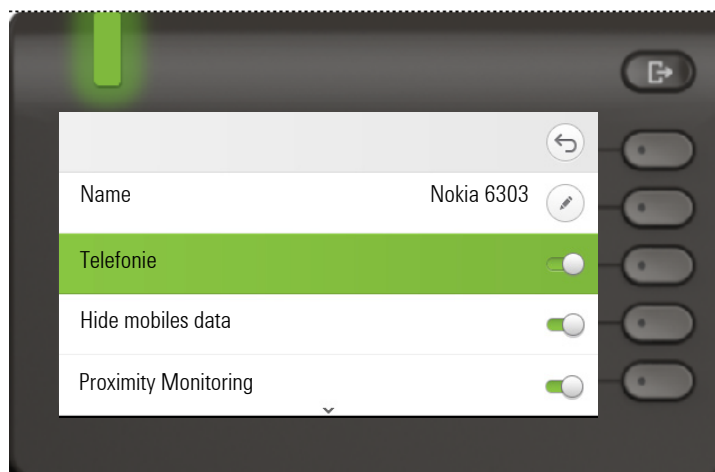 Name Nokia 6303
Telefonie
Hide mobiles data
Proximity Monitoring